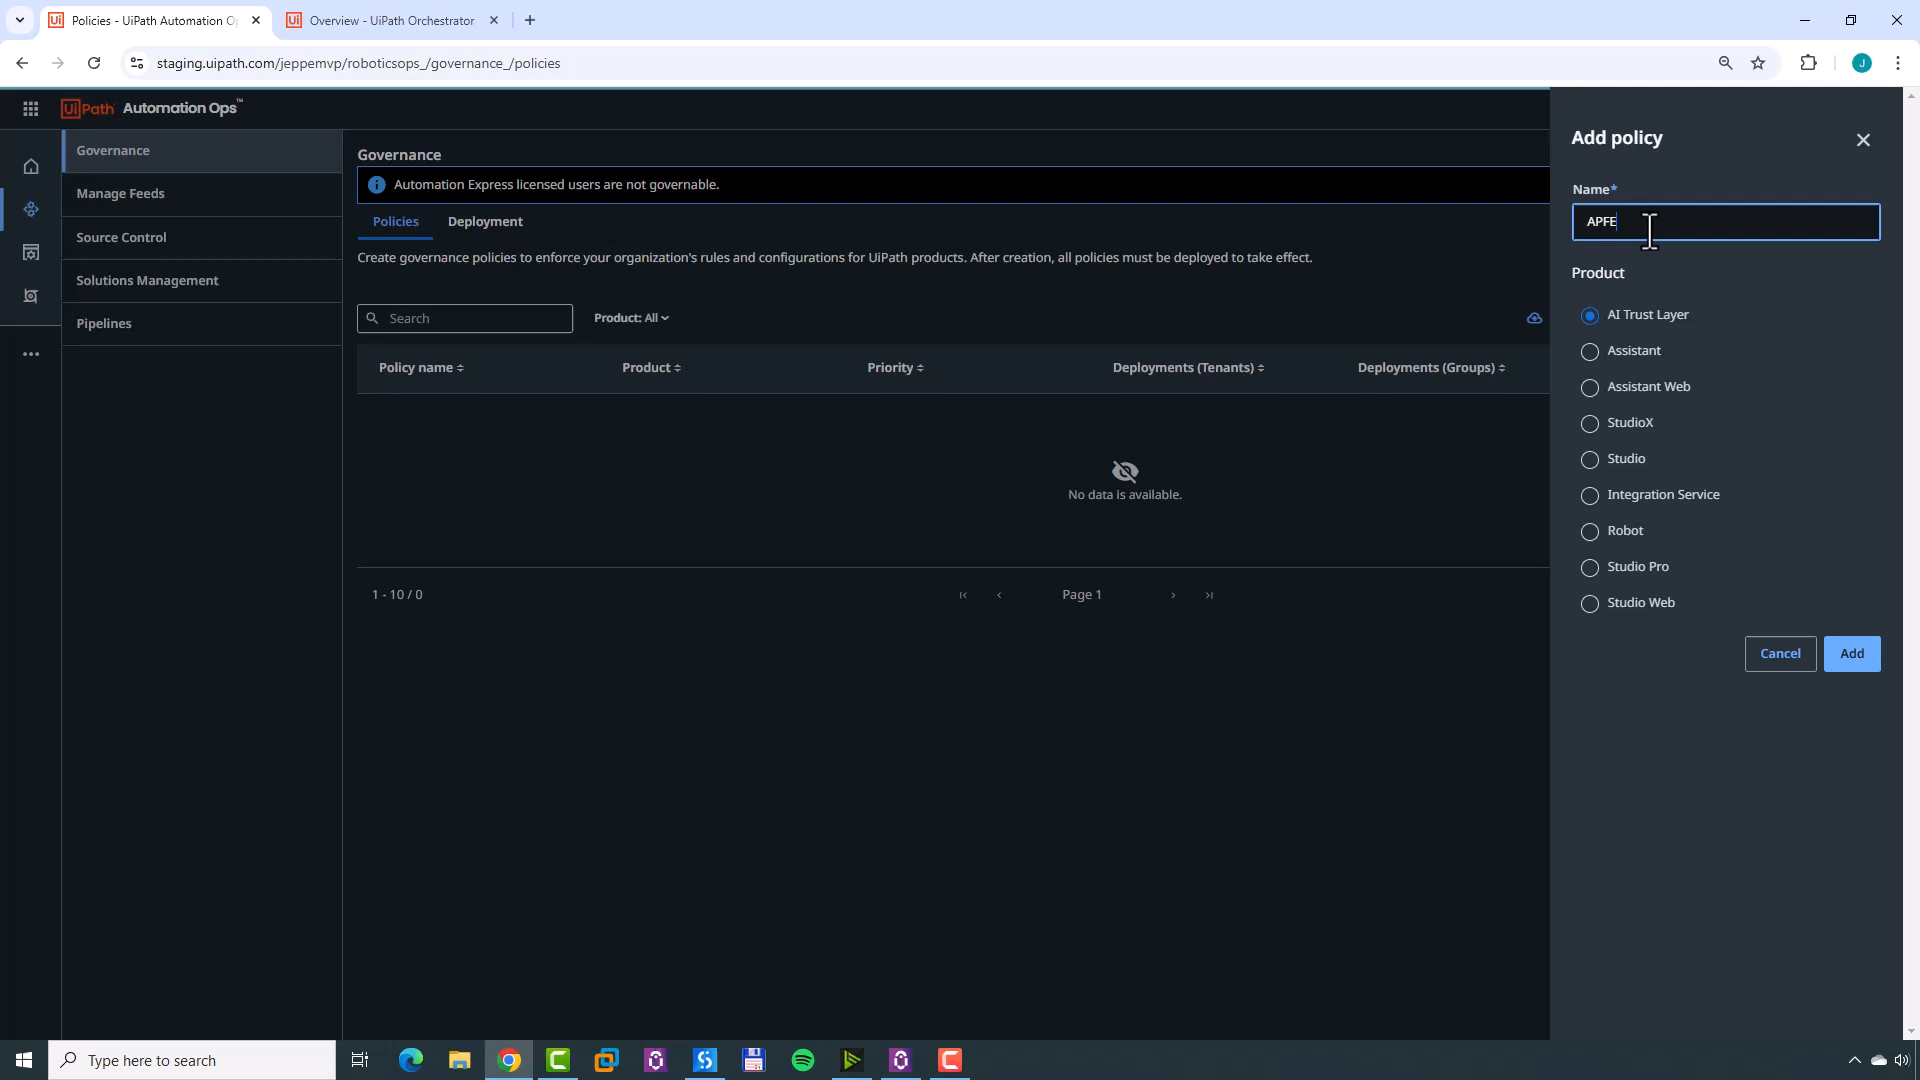 Policies - UiPath Automation O
Overview - UiPath Orchestrator
staging.uipath.com/jeppemvp/roboticsops_/governance_/policies
J
UiPath Automation Ops™
Governance
Manage Feeds
Source Control
Solutions Management
Pipelines
Governance
Automation Express licensed users are not governable.
Policies
Deployment
Create governance policies to enforce your organization's rules and configurations for UiPath products. After creation, all policies must be deployed to take effect.
Search
Product: All
Policy name
Product
Priority
Deployments (Tenants)
Deployments (Groups)
No data is available.
1 - 10 / 0
Page 1
Add policy
Name*
APFE
Product
AI Trust Layer
Assistant
Assistant Web
StudioX
Studio
Integration Service
Robot
Studio Pro
Studio Web
Cancel
Add
Type here to search